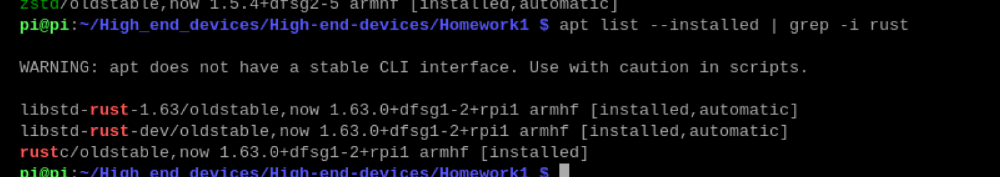 zstd/oldstable,now 1.5.4+dfsg2-5 armhf [installed,automatic]
pi@pi:~/High_end_devices/High-end-devices/Homework1 $ apt list --installed | grep -i rust
WARNING: apt does not have a stable CLI interface. Use with caution in scripts.
libstd-rust-1.63/oldstable,now 1.63.0+dfsg1-2+rpi1 armhf [installed,automatic]
libstd-rust-dev/oldstable,now 1.63.0+dfsg1-2+rpi1 armhf [installed,automatic]
rustc/oldstable,now 1.63.0+dfsg1-2+rpi1 armhf [installed]
pi@pi:~/High_end_devices/High-end-devices/Homework1 $